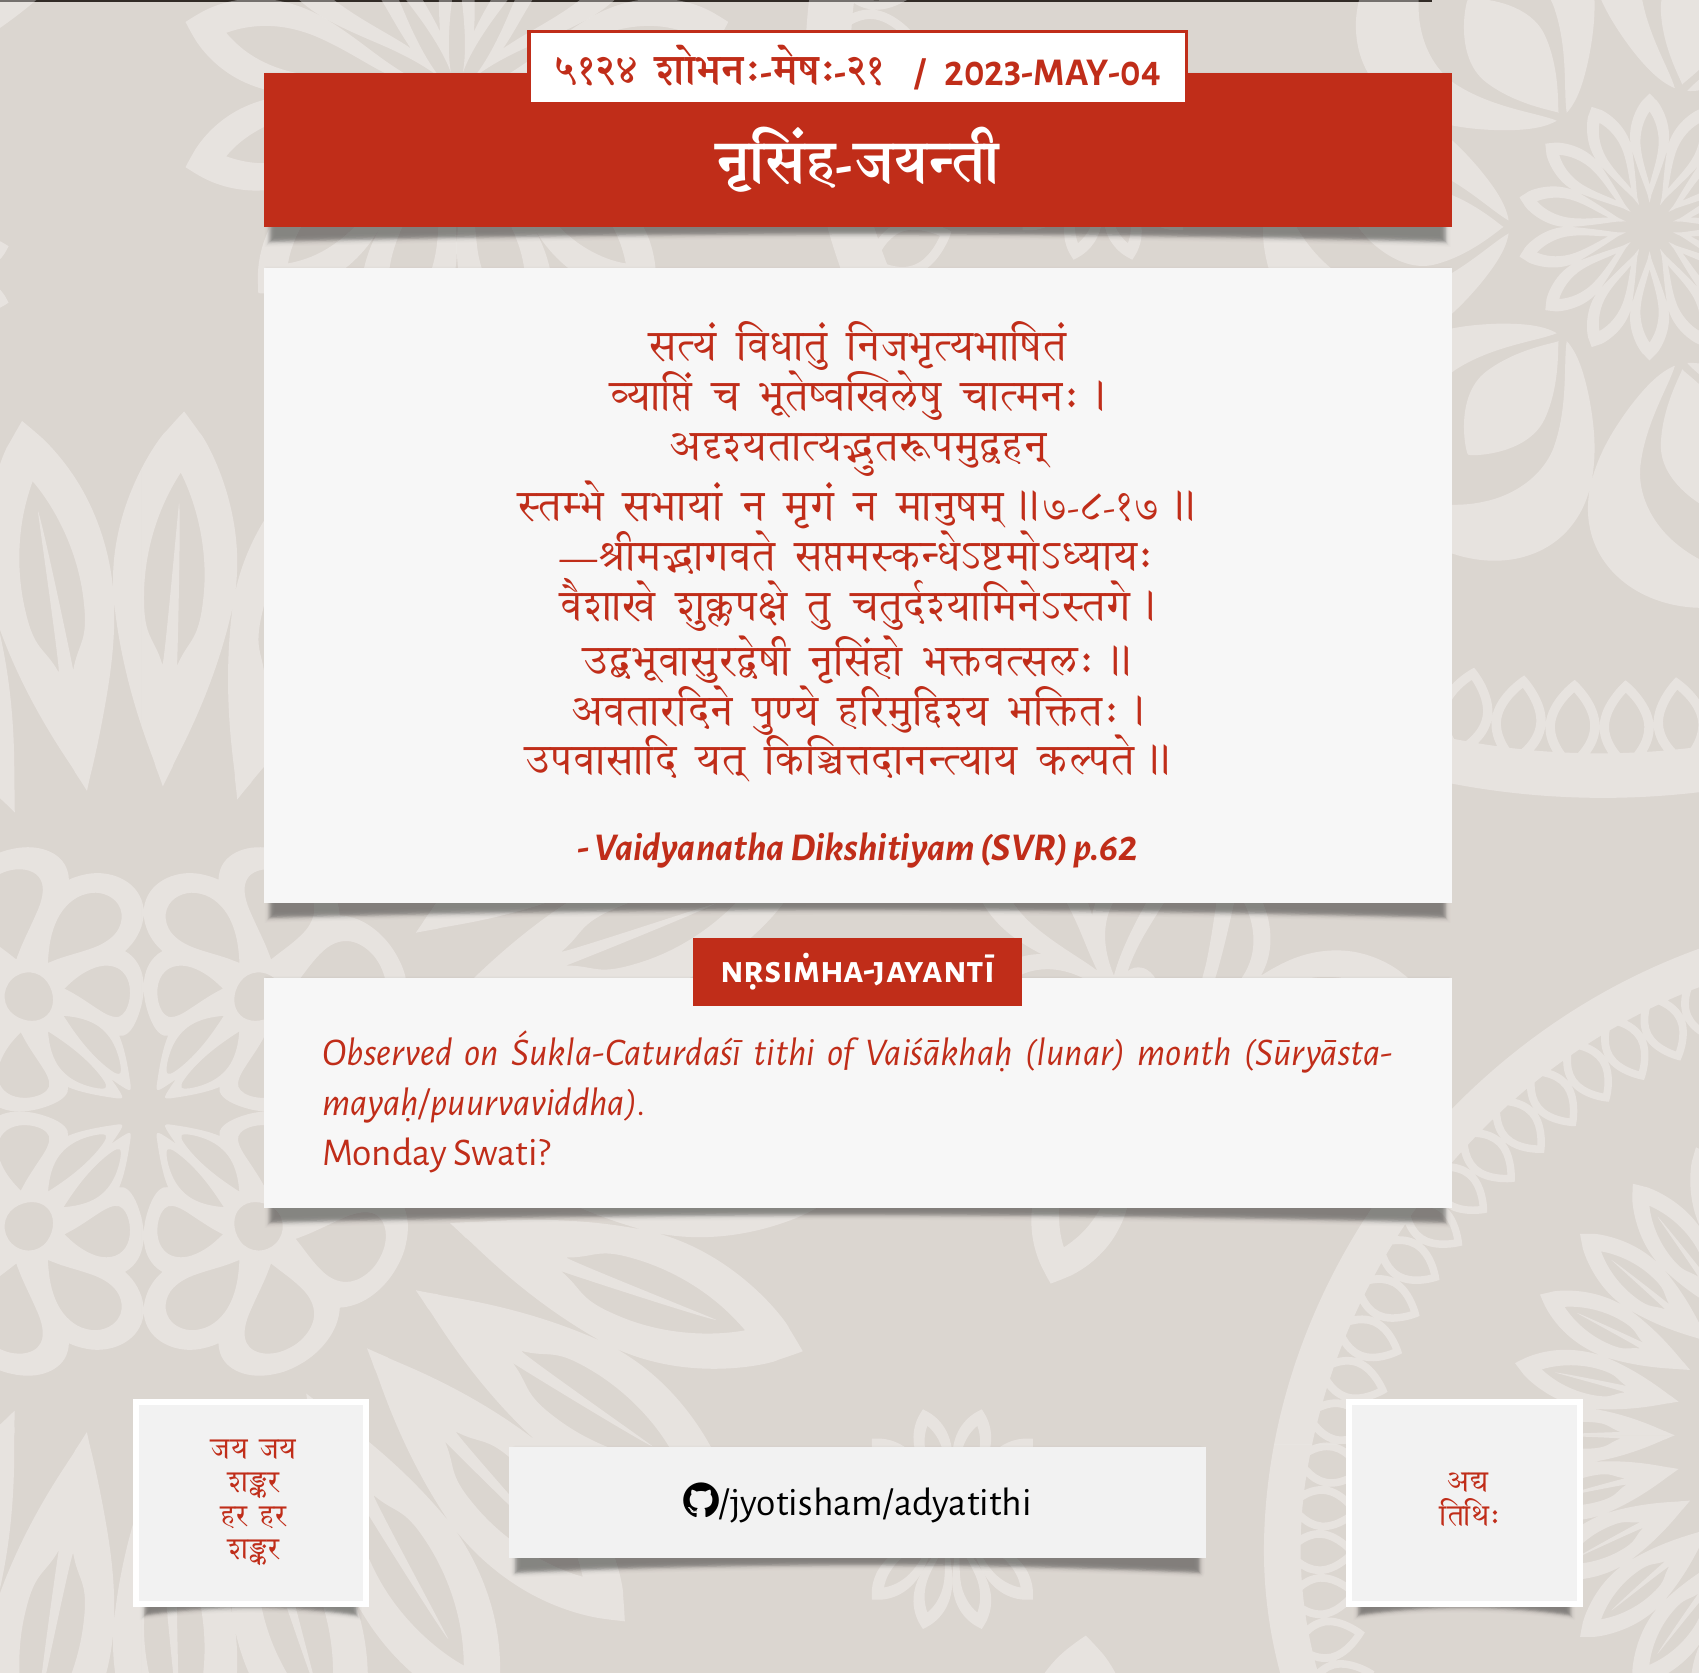 ५१२४ शोभनः-मेषः-२१ / 2023-MAY-04
नृसिंह-जयन्ती
सत्यं विधातुं निजभृत्यभाषितं
व्याप्तिं च भूतेष्वखिलेषु चात्मनः ।
अदृश्यतात्यद्भुतरूपमुद्वहन्
स्तम्भे सभायां न मृगं न मानुषम् ॥७-८-१७ ॥
—श्रीमद्भागवते सप्तमस्कन्धेऽष्टमोऽध्यायः
वैशाखे शुक्लपक्षे तु चतुर्दश्यामिनेऽस्तगे ।
उद्बभूवासुरद्वेषी नृसिंहो भक्तवत्सलः ॥
अवतारदिने पुण्ये हरिमुद्दिश्य भक्तितः ।
उपवासादि यत् किञ्चित्तदानन्त्याय कल्पते ॥
- Vaidyanatha Dikshitiyam (SVR) p.62
NṚSIṀHA-JAYANTĪ
Observed on Śukla-Caturdaśī tithi of Vaiśākhaḥ (lunar) month (Sūryāsta-
mayaḥ/puurvaviddha).
Monday Swati?
जय जय
शङ्कर
हर हर
शङ्कर
/jyotisham/adyatithi
अद्य
तिथिः